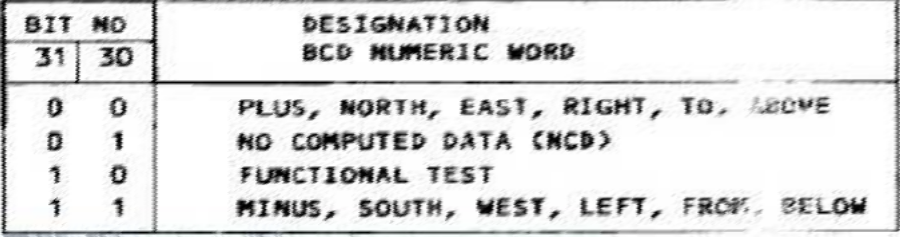 BIT NO DESIGNATION
31 30 BCD NUMERIC WORD
0 0 PLUS, NORTH, EAST, RIGHT, TO, ABOVE
0 1 NO COMPUTED DATA (NCD)
1 0 FUNCTIONAL TEST
1 1 MINUS, SOUTH, WEST, LEFT, FROM, BELOW